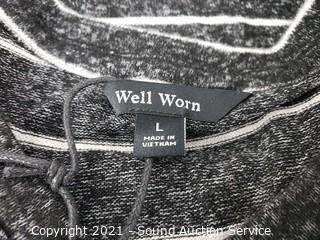 Well Worn
L
MADE IN
VIETNAM
Copyright 2021 - Sound Auction Service